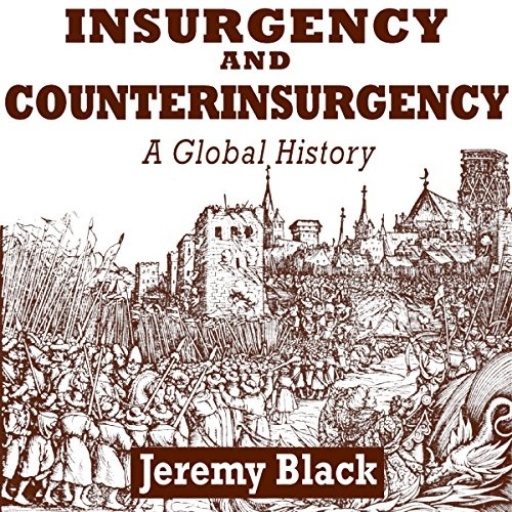 INSURGENCY
AND
COUNTERINSURGENCY
A Global History
Jeremy Black